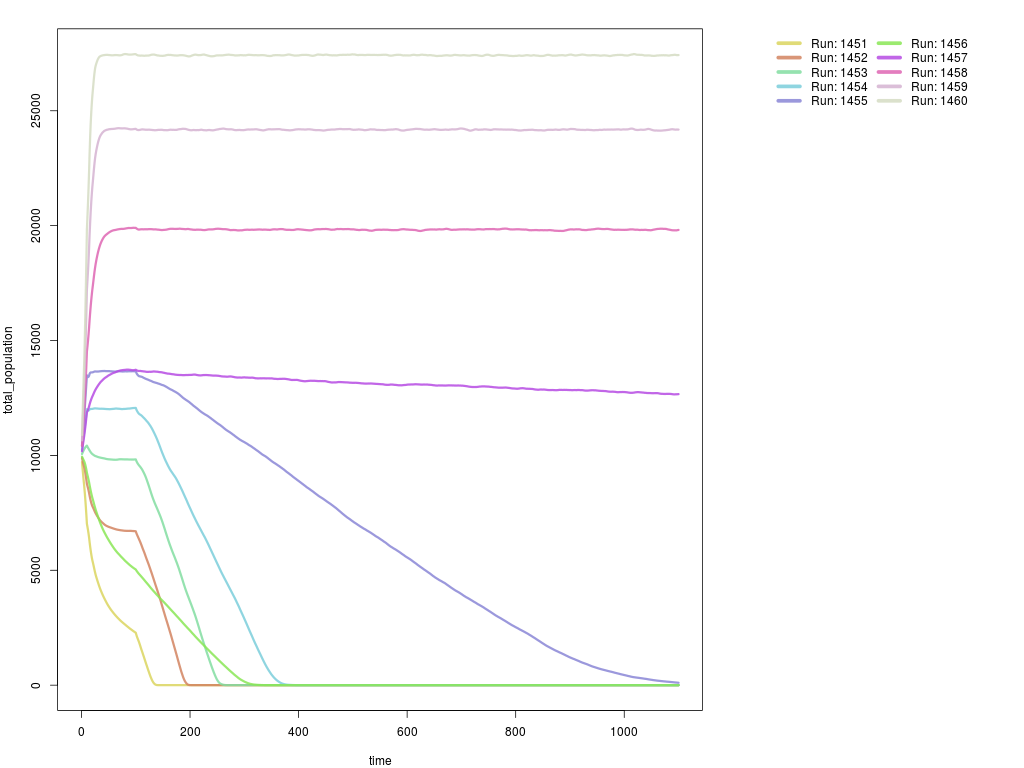 Run: 1451
Run: 1452
Run: 1453
Run: 1454
Run: 1455
Run: 1456
Run: 1457
Run: 1458
Run: 1459
Run: 1460
total_population
25000
20000
15000
10000
5000
0
0 200 400 600 800 1000
time